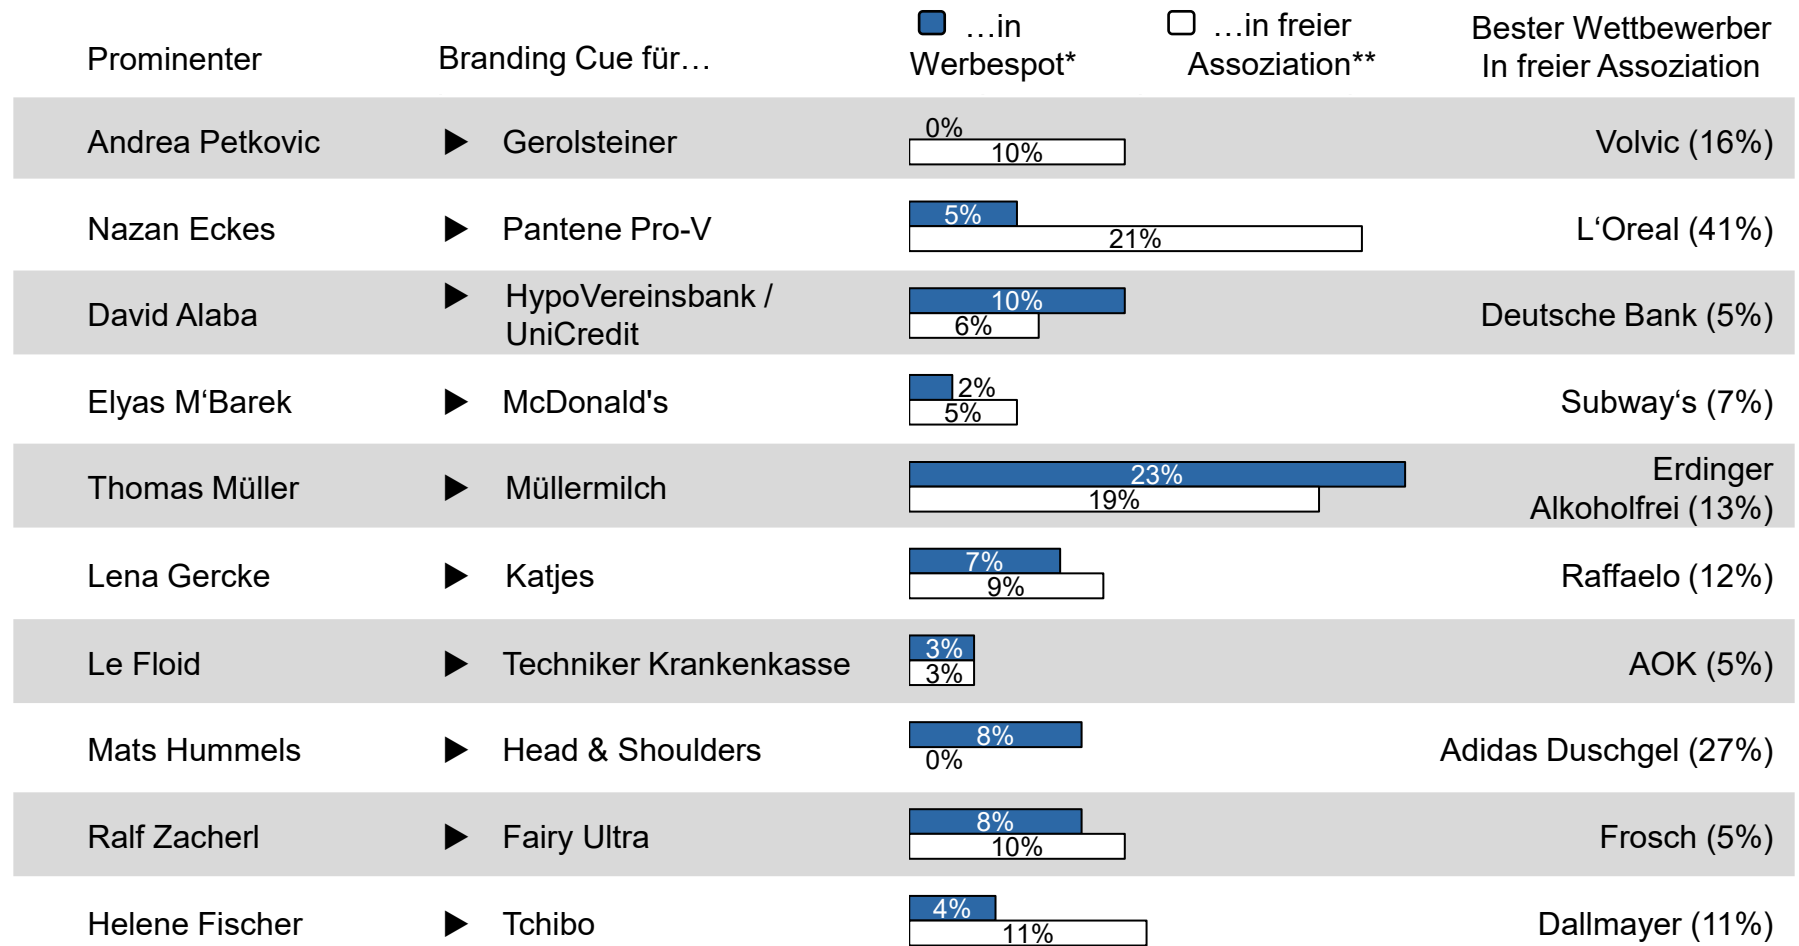 Prominenter
Branding Cue für…
…in
Werbespot*
…in freier
Assoziation**
Bester Wettbewerber
In freier Assoziation
Andrea Petkovic
Gerolsteiner
0%
10%
Volvic (16%)
Nazan Eckes
Pantene Pro-V
5%
21%
L‘Oreal (41%)
David Alaba
HypoVereinsbank /
UniCredit
10%
6%
Deutsche Bank (5%)
Elyas M‘Barek
McDonald's
2%
5%
Subway‘s (7%)
Thomas Müller
Müllermilch
23%
19%
Erdinger
Alkoholfrei (13%)
Lena Gercke
Katjes
7%
9%
Raffaelo (12%)
Le Floid
Techniker Krankenkasse
3%
3%
AOK (5%)
Mats Hummels
Head & Shoulders
8%
0%
Adidas Duschgel (27%)
Ralf Zacherl
Fairy Ultra
8%
10%
Frosch (5%)
Helene Fischer
Tchibo
4%
11%
Dallmayer (11%)